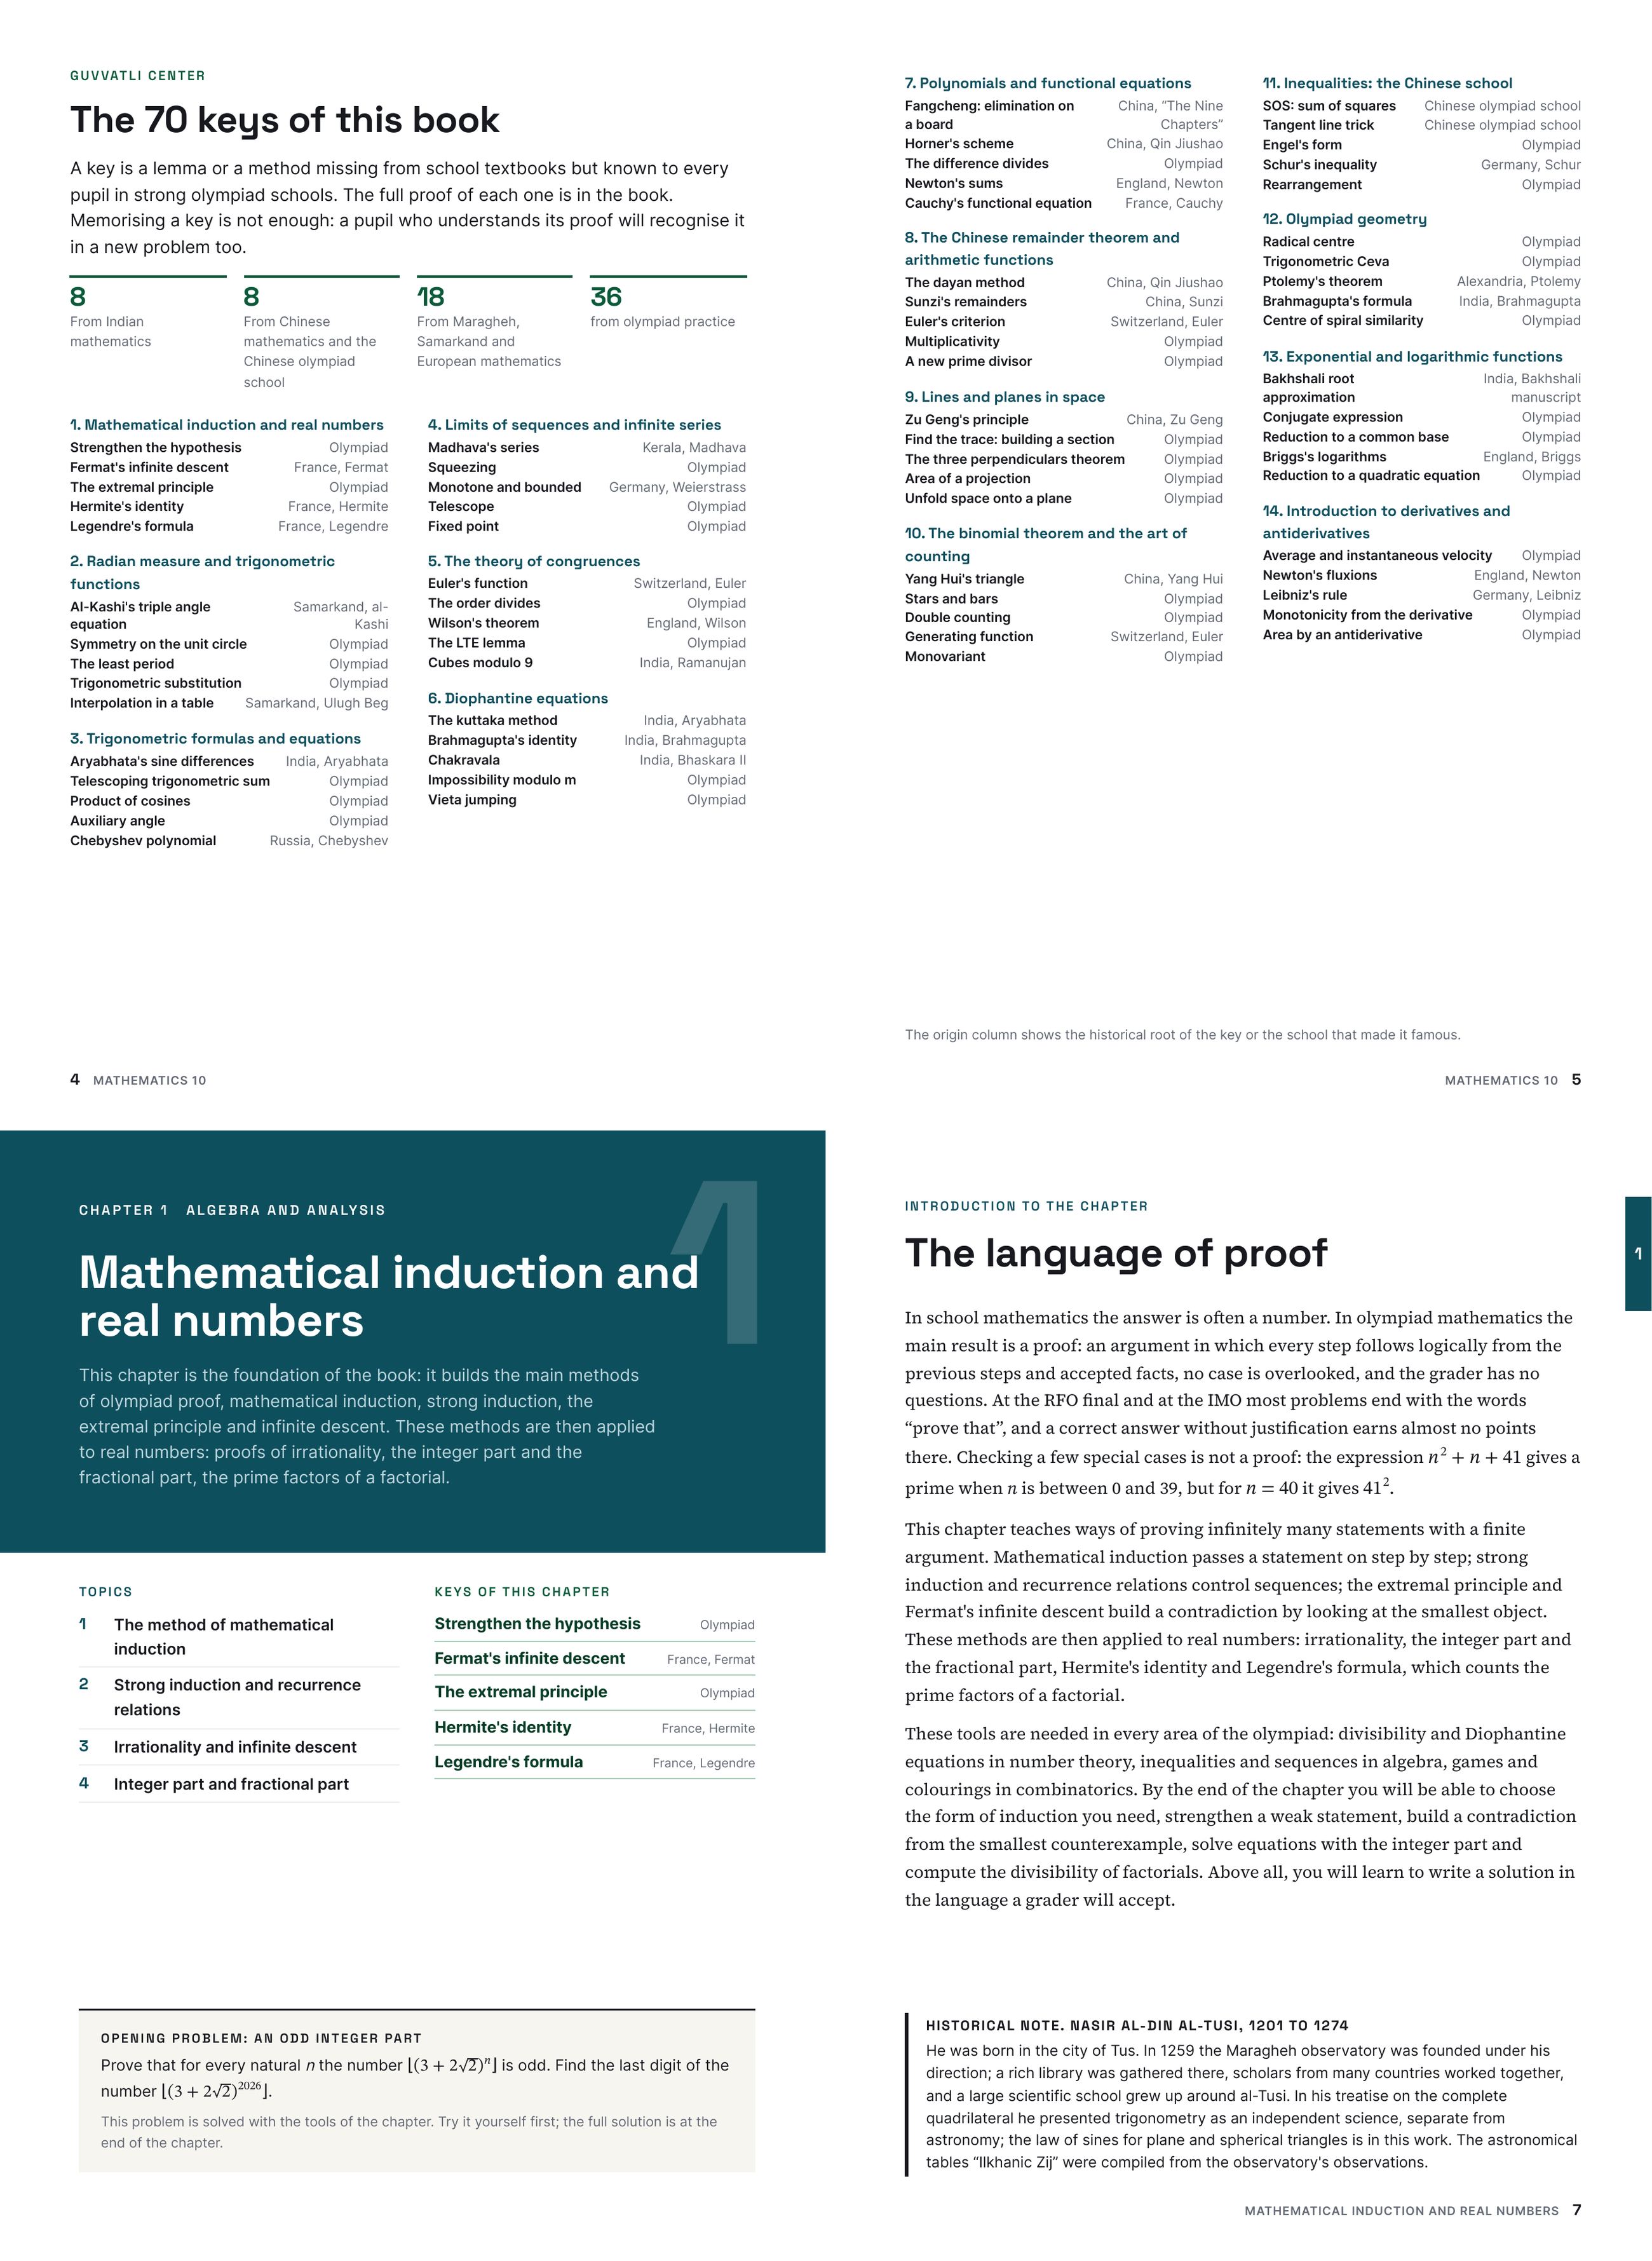 GUVVATLI CENTER
The 70 keys of this book
A key is a lemma or a method missing from school textbooks but known to every
pupil in strong olympiad schools. The full proof of each one is in the book.
Memorising a key is not enough: a pupil who understands its proof will recognise it
in a new problem too.
8
From Indian
mathematics
8
From Chinese
mathematics and the
Chinese olympiad
school
18
From Maragheh,
Samarkand and
European mathematics
36
from olympiad practice
1. Mathematical induction and real numbers
Strengthen the hypothesis Olympiad
Fermat's infinite descent France, Fermat
The extremal principle Olympiad
Hermite's identity France, Hermite
Legendre's formula France, Legendre
2. Radian measure and trigonometric
functions
Al-Kashi's triple angle Samarkand, al-
equation Kashi
Symmetry on the unit circle Olympiad
The least period Olympiad
Trigonometric substitution Olympiad
Interpolation in a table Samarkand, Ulugh Beg
3. Trigonometric formulas and equations
Aryabhata's sine differences India, Aryabhata
Telescoping trigonometric sum Olympiad
Product of cosines Olympiad
Auxiliary angle Olympiad
Chebyshev polynomial Russia, Chebyshev
4. Limits of sequences and infinite series
Madhava's series Kerala, Madhava
Squeezing Olympiad
Monotone and bounded Germany, Weierstrass
Telescope Olympiad
Fixed point Olympiad
5. The theory of congruences
Euler's function Switzerland, Euler
The order divides Olympiad
Wilson's theorem England, Wilson
The LTE lemma Olympiad
Cubes modulo 9 India, Ramanujan
6. Diophantine equations
The kuttaka method India, Aryabhata
Brahmagupta's identity India, Brahmagupta
Chakravala India, Bhaskara II
Impossibility modulo m Olympiad
Vieta jumping Olympiad
4 MATHEMATICS 10
7. Polynomials and functional equations
Fangcheng: elimination on China, “The Nine
a board Chapters”
Horner's scheme China, Qin Jiushao
The difference divides Olympiad
Newton's sums England, Newton
Cauchy's functional equation France, Cauchy
8. The Chinese remainder theorem and
arithmetic functions
The dayan method China, Qin Jiushao
Sunzi's remainders China, Sunzi
Euler's criterion Switzerland, Euler
Multiplicativity Olympiad
A new prime divisor Olympiad
9. Lines and planes in space
Zu Geng's principle China, Zu Geng
Find the trace: building a section Olympiad
The three perpendiculars theorem Olympiad
Area of a projection Olympiad
Unfold space onto a plane Olympiad
10. The binomial theorem and the art of
counting
Yang Hui's triangle China, Yang Hui
Stars and bars Olympiad
Double counting Olympiad
Generating function Switzerland, Euler
Monovariant Olympiad
11. Inequalities: the Chinese school
SOS: sum of squares Chinese olympiad school
Tangent line trick Chinese olympiad school
Engel's form Olympiad
Schur's inequality Germany, Schur
Rearrangement Olympiad
12. Olympiad geometry
Radical centre Olympiad
Trigonometric Ceva Olympiad
Ptolemy's theorem Alexandria, Ptolemy
Brahmagupta's formula India, Brahmagupta
Centre of spiral similarity Olympiad
13. Exponential and logarithmic functions
Bakhshali root India, Bakhshali
approximation manuscript
Conjugate expression Olympiad
Reduction to a common base Olympiad
Briggs's logarithms England, Briggs
Reduction to a quadratic equation Olympiad
14. Introduction to derivatives and
antiderivatives
Average and instantaneous velocity Olympiad
Newton's fluxions England, Newton
Leibniz's rule Germany, Leibniz
Monotonicity from the derivative Olympiad
Area by an antiderivative Olympiad
The origin column shows the historical root of the key or the school that made it famous.
MATHEMATICS 10 5
1
CHAPTER 1 ALGEBRA AND ANALYSIS
Mathematical induction and
real numbers
This chapter is the foundation of the book: it builds the main methods
of olympiad proof, mathematical induction, strong induction, the
extremal principle and infinite descent. These methods are then applied
to real numbers: proofs of irrationality, the integer part and the
fractional part, the prime factors of a factorial.
TOPICS
1 The method of mathematical
induction
2 Strong induction and recurrence
relations
3 Irrationality and infinite descent
4 Integer part and fractional part
KEYS OF THIS CHAPTER
Strengthen the hypothesis Olympiad
Fermat's infinite descent France, Fermat
The extremal principle Olympiad
Hermite's identity France, Hermite
Legendre's formula France, Legendre
OPENING PROBLEM: AN ODD INTEGER PART
Prove that for every natural n the number ⌊(3 + 2√2)ⁿ⌋ is odd. Find the last digit of the
number ⌊(3 + 2√2)²⁰²⁶⌋.
This problem is solved with the tools of the chapter. Try it yourself first; the full solution is at the
end of the chapter.
INTRODUCTION TO THE CHAPTER
The language of proof
1
In school mathematics the answer is often a number. In olympiad mathematics the
main result is a proof: an argument in which every step follows logically from the
previous steps and accepted facts, no case is overlooked, and the grader has no
questions. At the RFO final and at the IMO most problems end with the words
“prove that”, and a correct answer without justification earns almost no points
there. Checking a few special cases is not a proof: the expression n² + n + 41 gives a
prime when n is between 0 and 39, but for n = 40 it gives 41².
This chapter teaches ways of proving infinitely many statements with a finite
argument. Mathematical induction passes a statement on step by step; strong
induction and recurrence relations control sequences; the extremal principle and
Fermat's infinite descent build a contradiction by looking at the smallest object.
These methods are then applied to real numbers: irrationality, the integer part and
the fractional part, Hermite's identity and Legendre's formula, which counts the
prime factors of a factorial.
These tools are needed in every area of the olympiad: divisibility and Diophantine
equations in number theory, inequalities and sequences in algebra, games and
colourings in combinatorics. By the end of the chapter you will be able to choose
the form of induction you need, strengthen a weak statement, build a contradiction
from the smallest counterexample, solve equations with the integer part and
compute the divisibility of factorials. Above all, you will learn to write a solution in
the language a grader will accept.
HISTORICAL NOTE. NASIR AL-DIN AL-TUSI, 1201 TO 1274
He was born in the city of Tus. In 1259 the Maragheh observatory was founded under his
direction; a rich library was gathered there, scholars from many countries worked together,
and a large scientific school grew up around al-Tusi. In his treatise on the complete
quadrilateral he presented trigonometry as an independent science, separate from
astronomy; the law of sines for plane and spherical triangles is in this work. The astronomical
tables “Ilkhanic Zij” were compiled from the observatory's observations.
MATHEMATICAL INDUCTION AND REAL NUMBERS 7